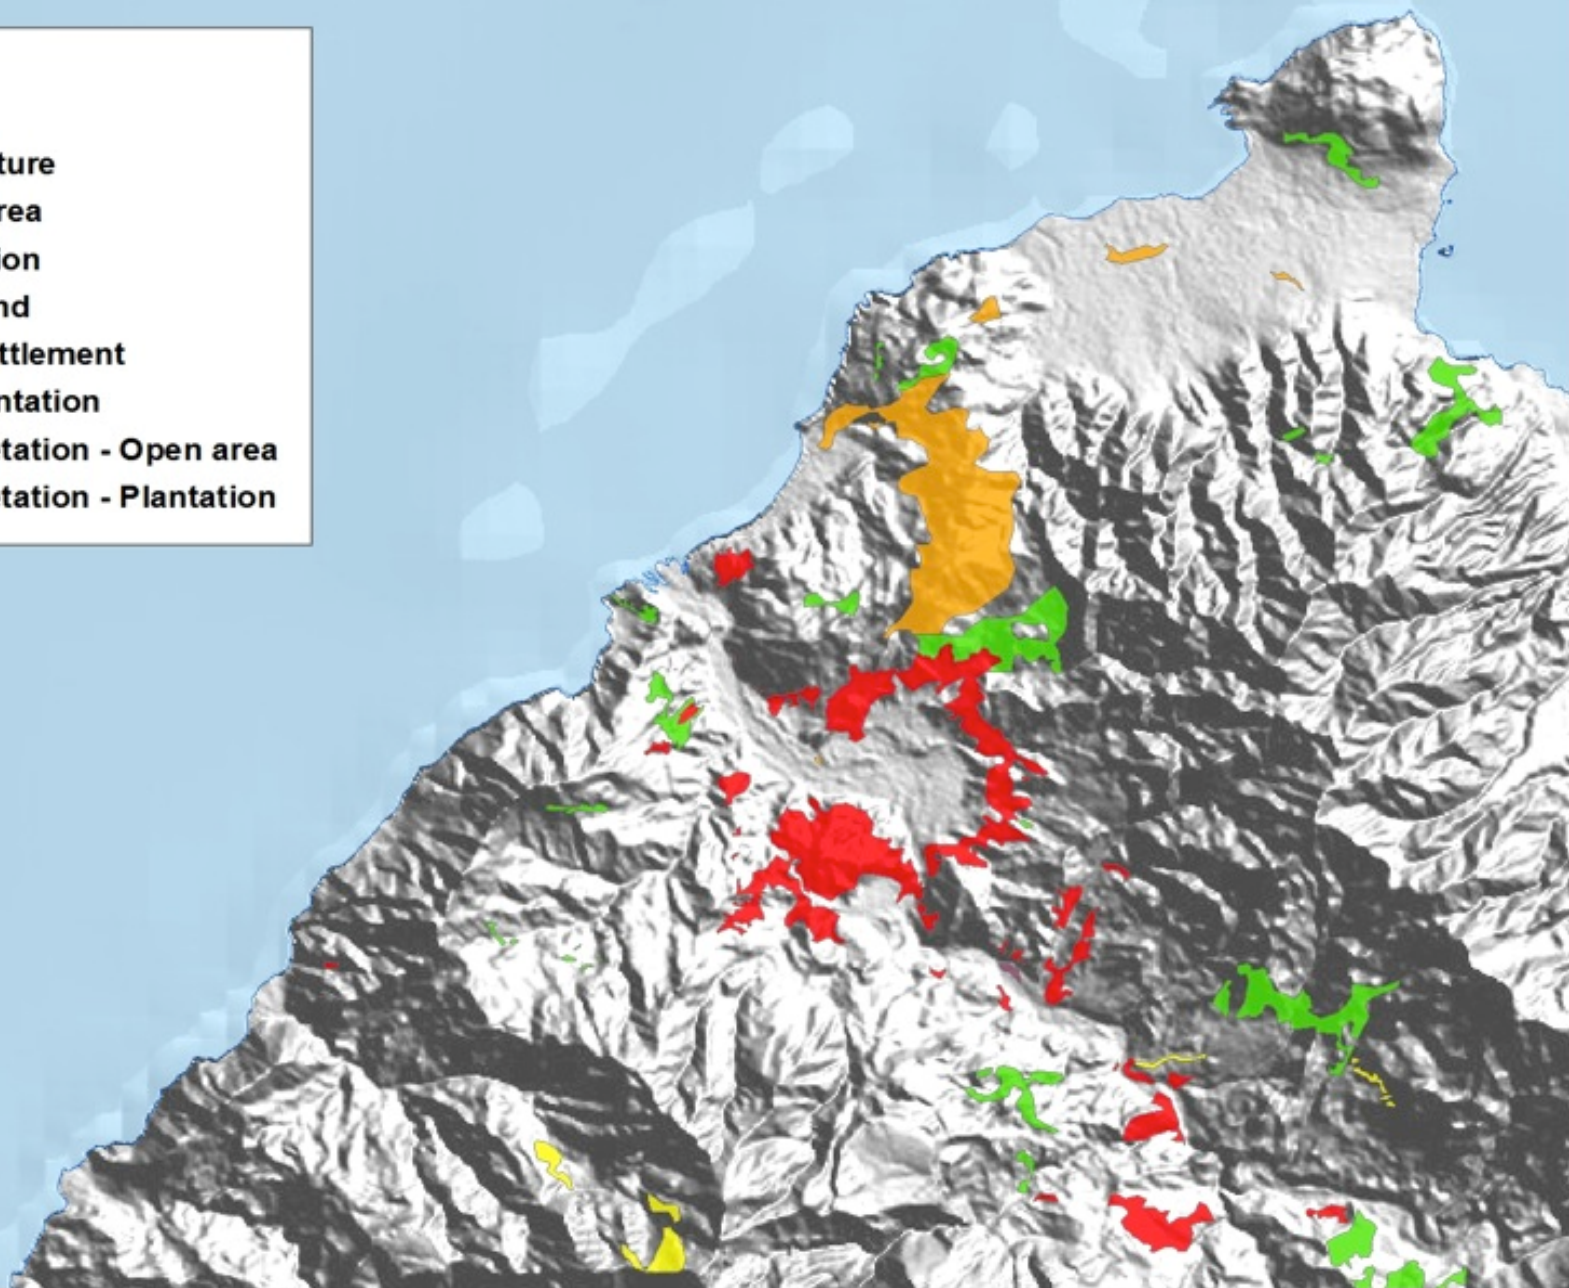 ture
rea
ion
nd
ttlement
ntation
tation - Open area
tation - Plantation